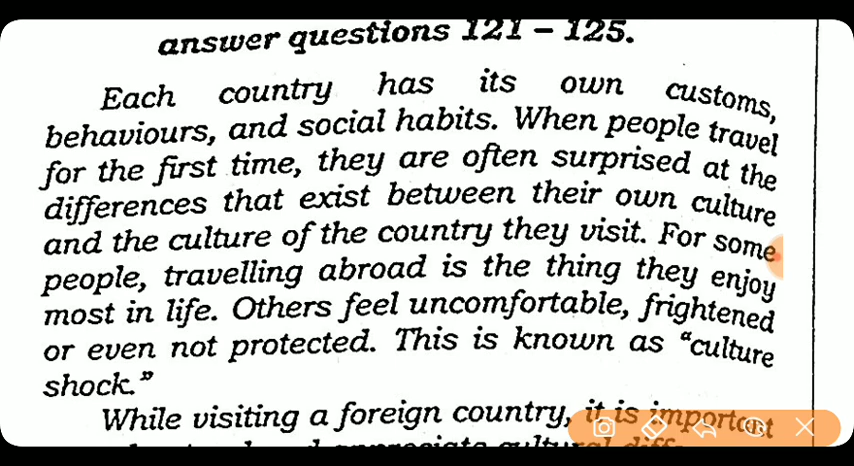 answer questions 121 – 125.
Each country has its own customs,
behaviours, and social habits. When people travel
for the first time, they are often surprised at the
differences that exist between their own culture
and the culture of the country they visit. For some
people, travelling abroad is the thing they enjoy
most in life. Others feel uncomfortable, frightened
or even not protected. This is known as “culture
shock.”
While visiting a foreign country, it is important
appreciate cultural